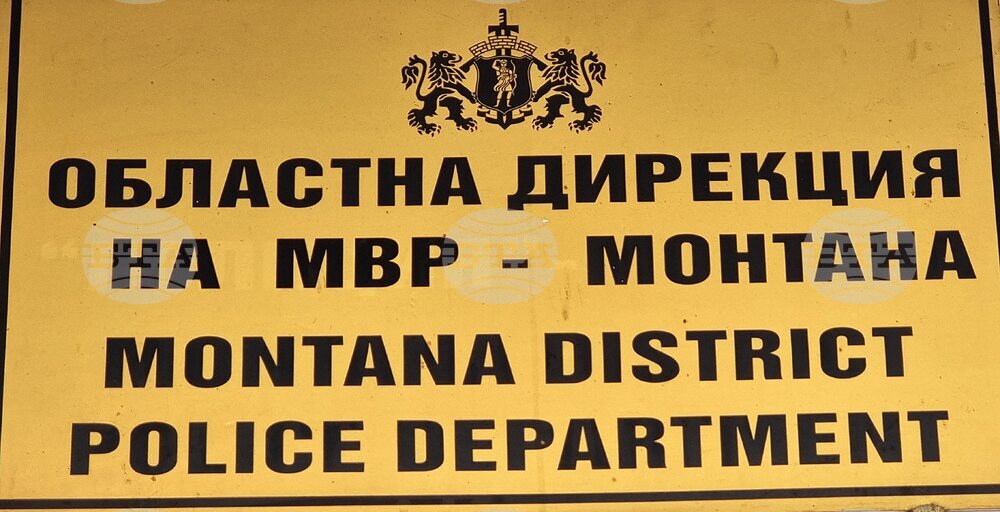 ОБЛАСТНА ДИРЕКЦИЯ
НА МВР - МОНТАНА
MONTANA DISTRICT
POLICE DEPARTMENT